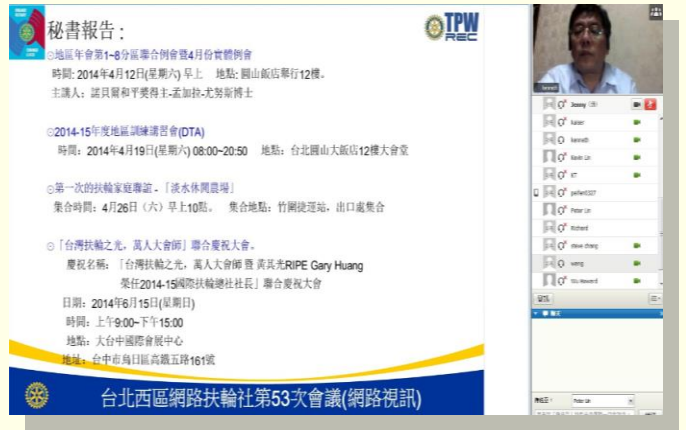 秘書報告：
TPW
REC
⊙地區年會第1~8分區聯合例會暨4月份實體例會
時間: 2014年4月12日(星期六) 早上 地點: 圓山飯店舉行12樓。
主講人：諾貝爾和平獎得主-孟加拉-尤努斯博士
⊙2014-15年度地區訓練講習會(DTA)
時間：2014年4月19日(星期六) 08:00~20:50 地點：台北圓山大飯店12樓大會堂
⊙第一次的扶輪家庭聯誼 -「淡水休閒農場」
集合時間：4月26日（六）早上10點。 集合地點：竹圍捷運站，出口處集合
⊙「台灣扶輪之光，萬人大會師」聯合慶祝大會。
慶祝名稱：「台灣扶輪之光，萬人大會師 暨 黃其光RIPE Gary Huang
榮任2014-15國際扶輪總社社長」聯合慶祝大會
日期：2014年6月15日(星期日)
時間：上午9:00~下午15:00
地點：大台中國際會展中心
地址：台中市烏日區高鐵五路161號
台北西區網路扶輪社第53次會議(網路視訊)
kenneth
Jenny
kaiser
kenneth
Kevin Lin
KT
Peter Lin
Richard
steve chang
wang
Wu Howard
聊天
Peter Lin